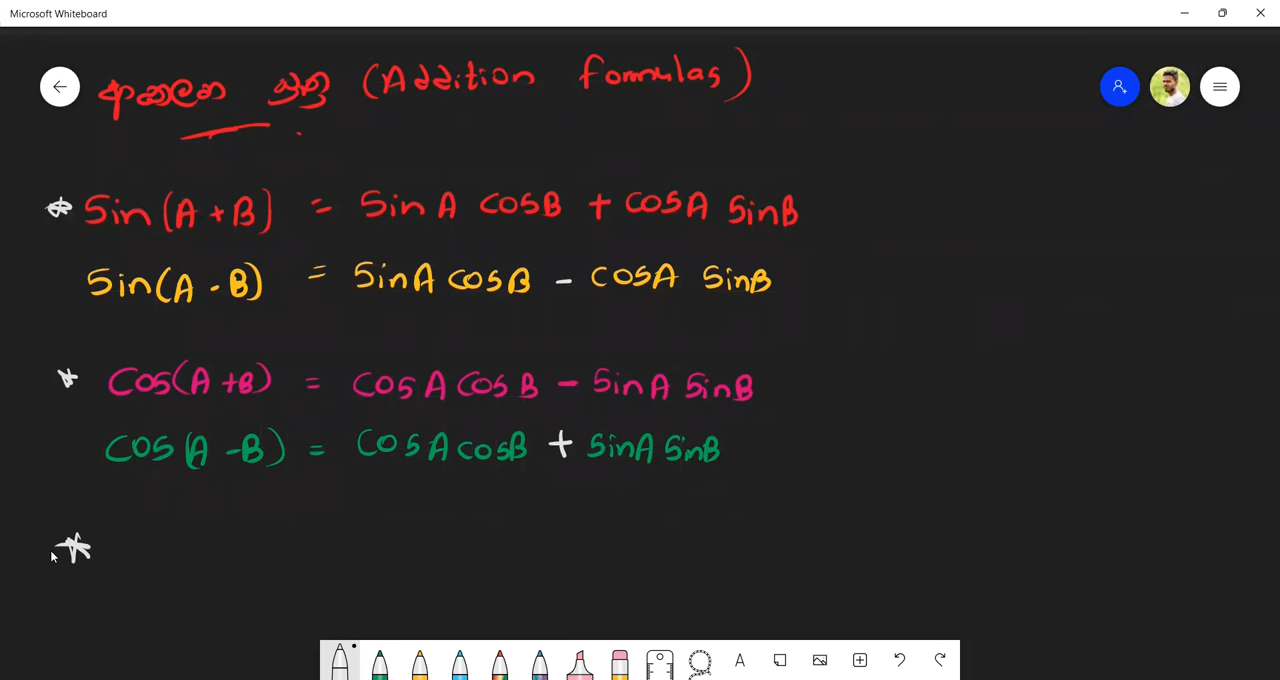 Microsoft Whiteboard
ආකලන සූත්‍ර (Addition formulas)
Sin(A+B) = SinA cosB + cosA sinB
Sin(A-B) = SinA cosB - cosA sinB
Cos(A+B) = cosA cosB - sinA sinB
cos(A-B) = cosA cosB + sinA sinB
A